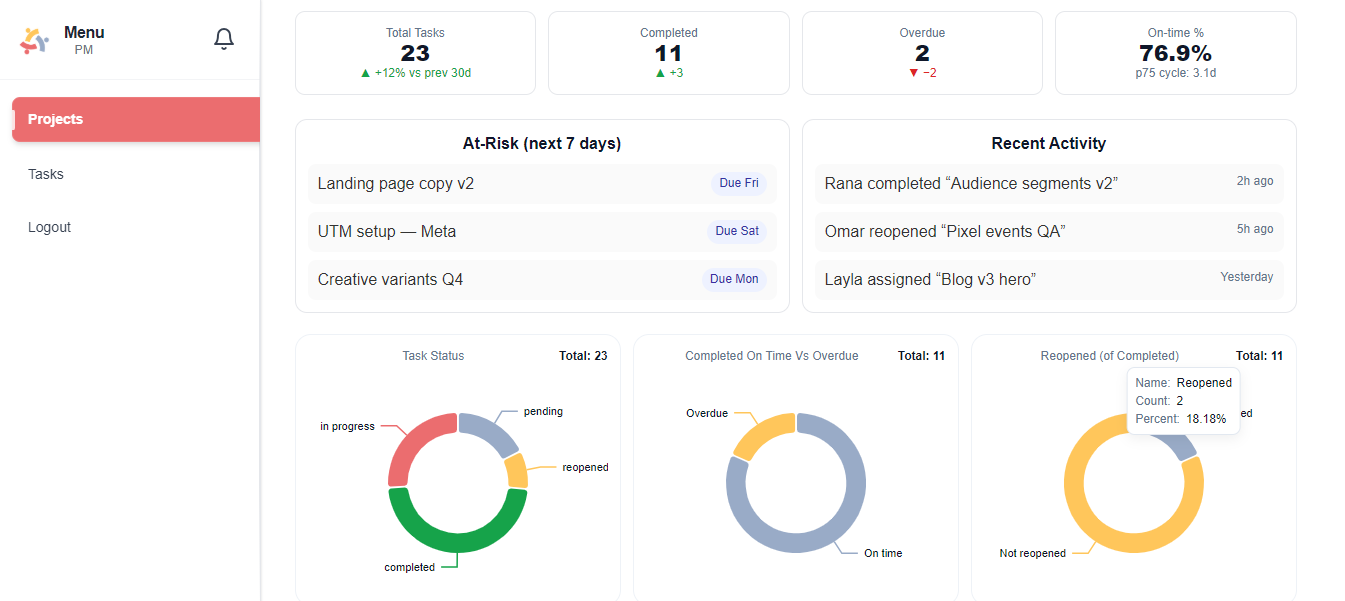 Menu
PM
Projects
Tasks
Logout
Total Tasks
23
▲ +12% vs prev 30d
Completed
11
▲ +3
Overdue
2
▼ −2
On-time %
76.9%
p75 cycle: 3.1d
At-Risk (next 7 days)
Landing page copy v2 Due Fri
UTM setup — Meta Due Sat
Creative variants Q4 Due Mon
Recent Activity
Rana completed “Audience segments v2” 2h ago
Omar reopened “Pixel events QA” 5h ago
Layla assigned “Blog v3 hero” Yesterday
Task Status Total: 23
pending
in progress
reopened
completed
Completed On Time Vs Overdue Total: 11
Overdue
On time
Reopened (of Completed) Total: 11
Name: Reopened
Count: 2
Percent: 18.18%
Not reopened